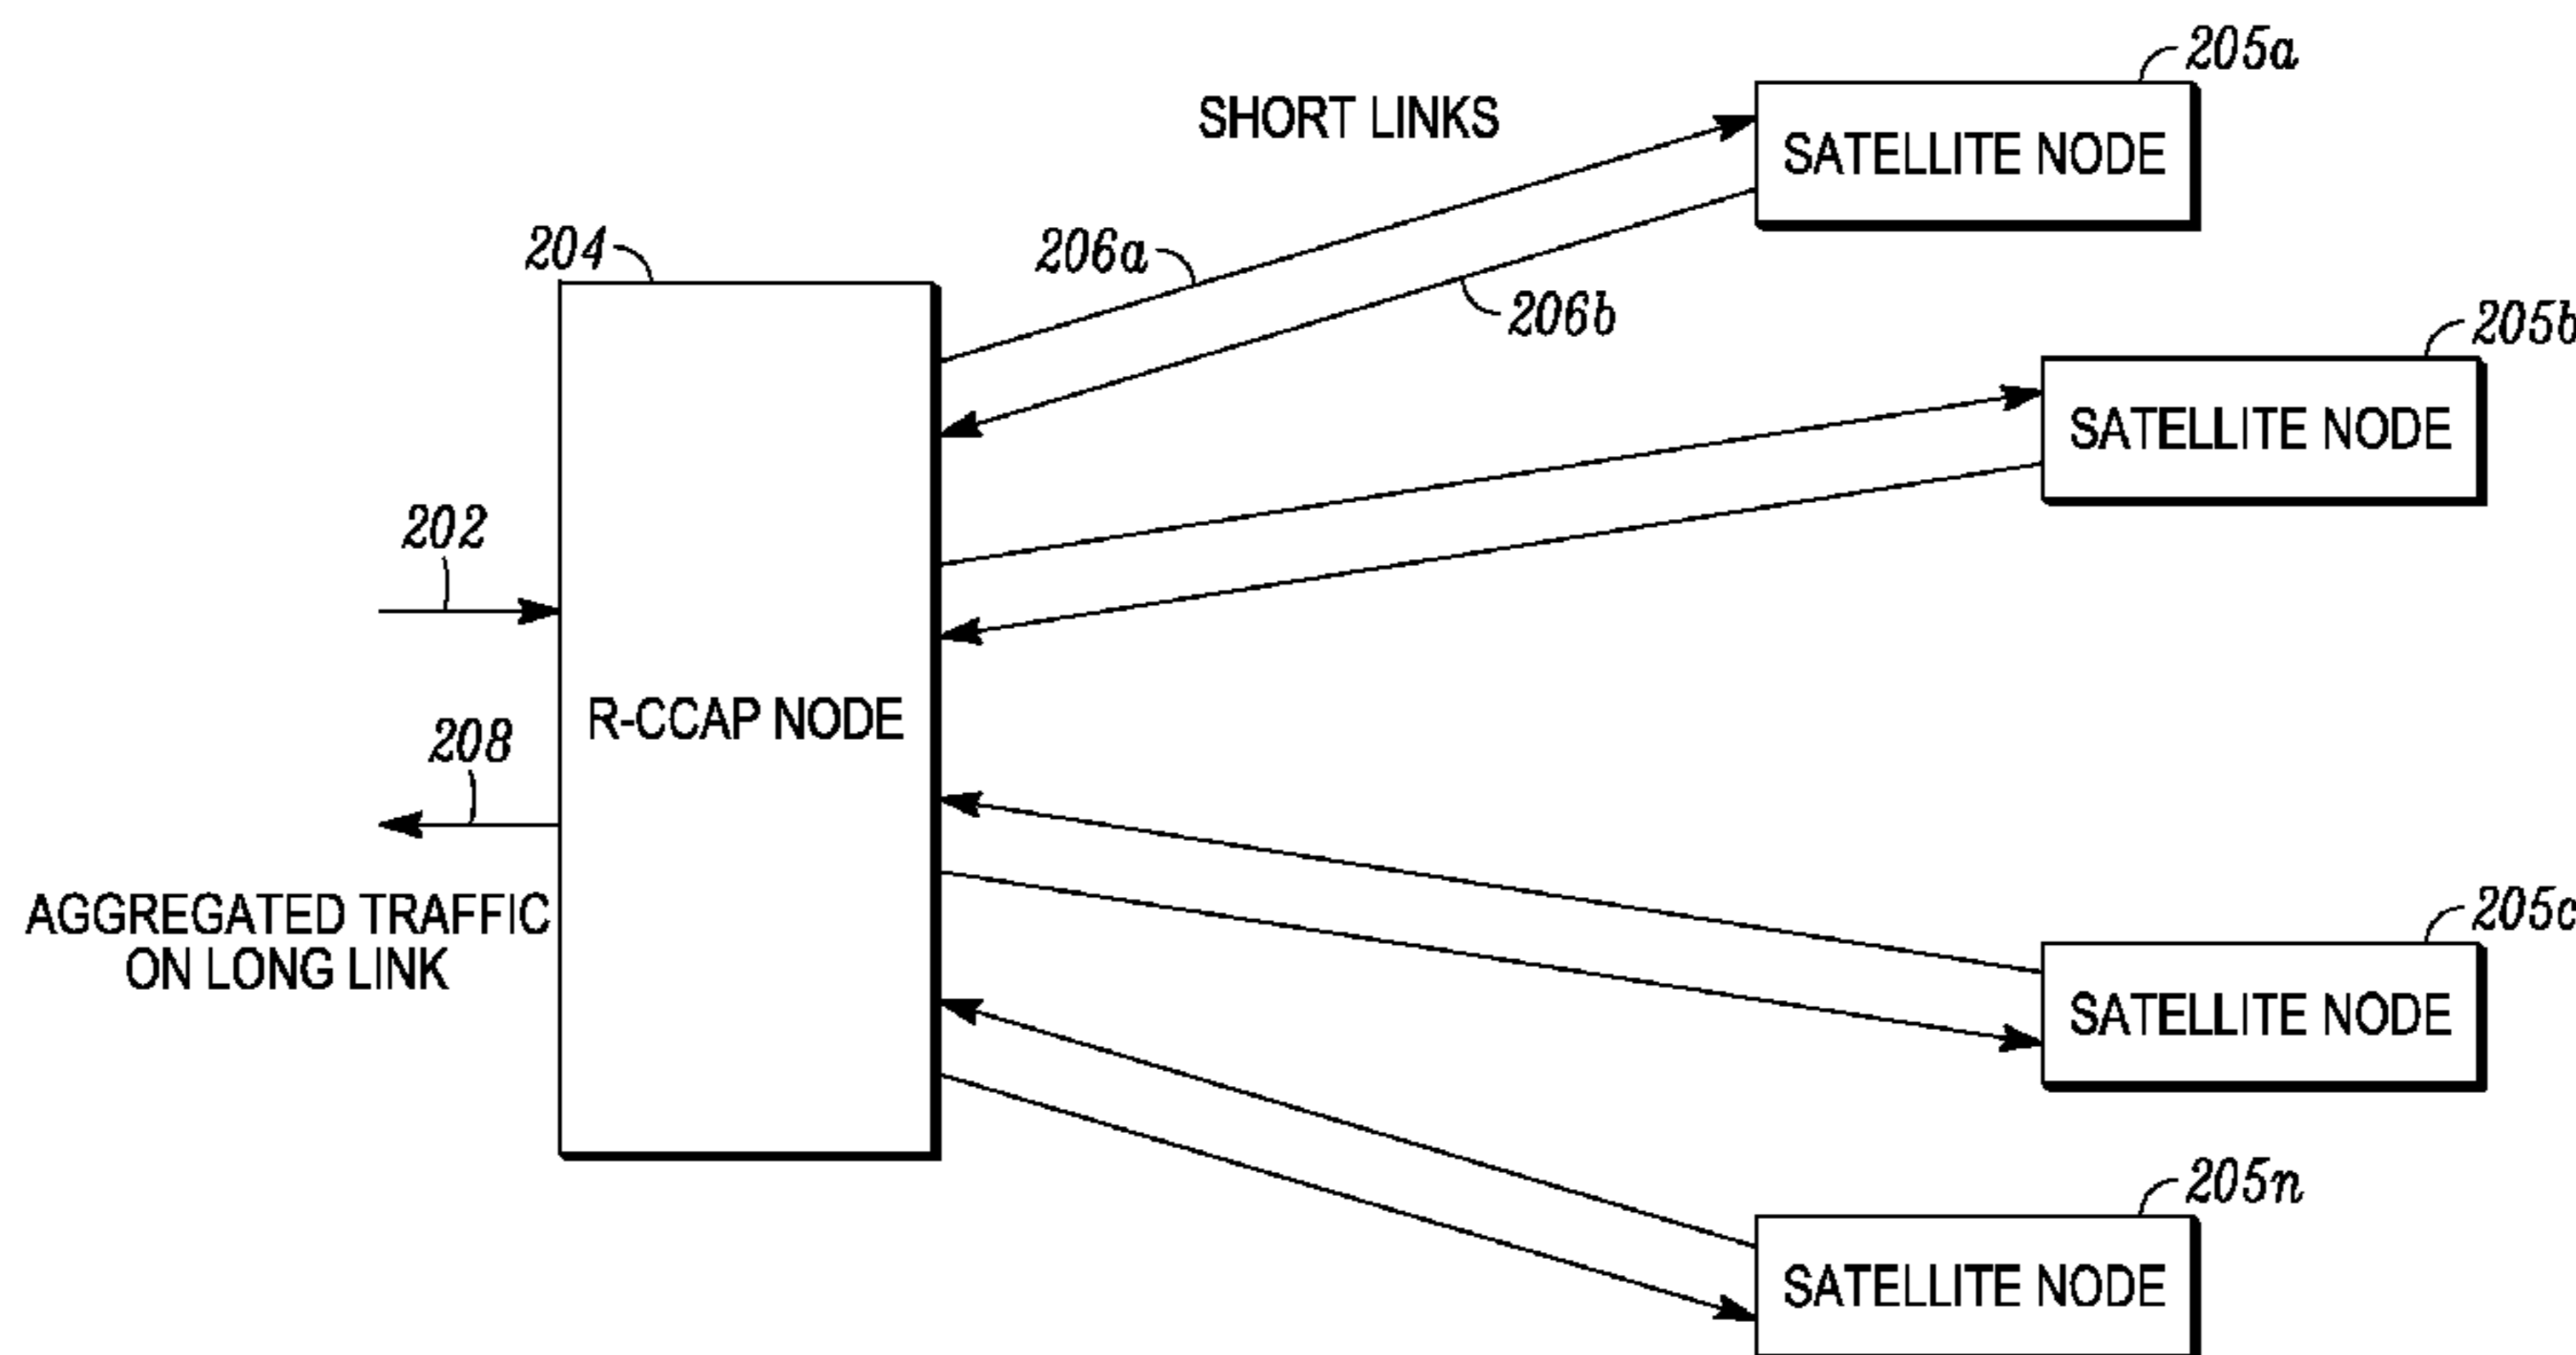 205a
SHORT LINKS
SATELLITE NODE
204
206a
206b
205b
SATELLITE NODE
202
R-CCAP NODE
208
AGGREGATED TRAFFIC
ON LONG LINK
205c
SATELLITE NODE
205n
SATELLITE NODE